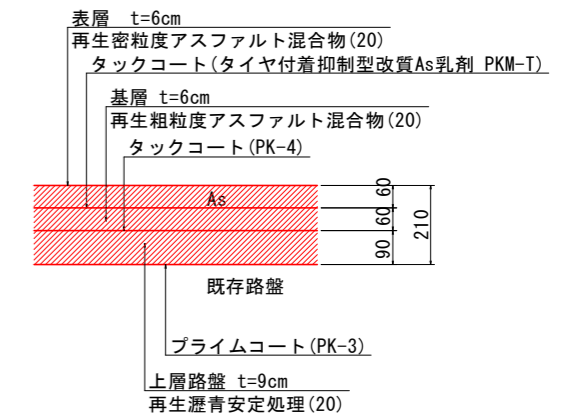 表層 t=6cm
再生密粒度アスファルト混合物(20)
タックコート(タイヤ付着抑制型改質As乳剤 PKM-T)
基層 t=6cm
再生粗粒度アスファルト混合物(20)
タックコート(PK-4)
As
60
60
90
210
既存路盤
プライムコート(PK-3)
上層路盤 t=9cm
再生瀝青安定処理(20)